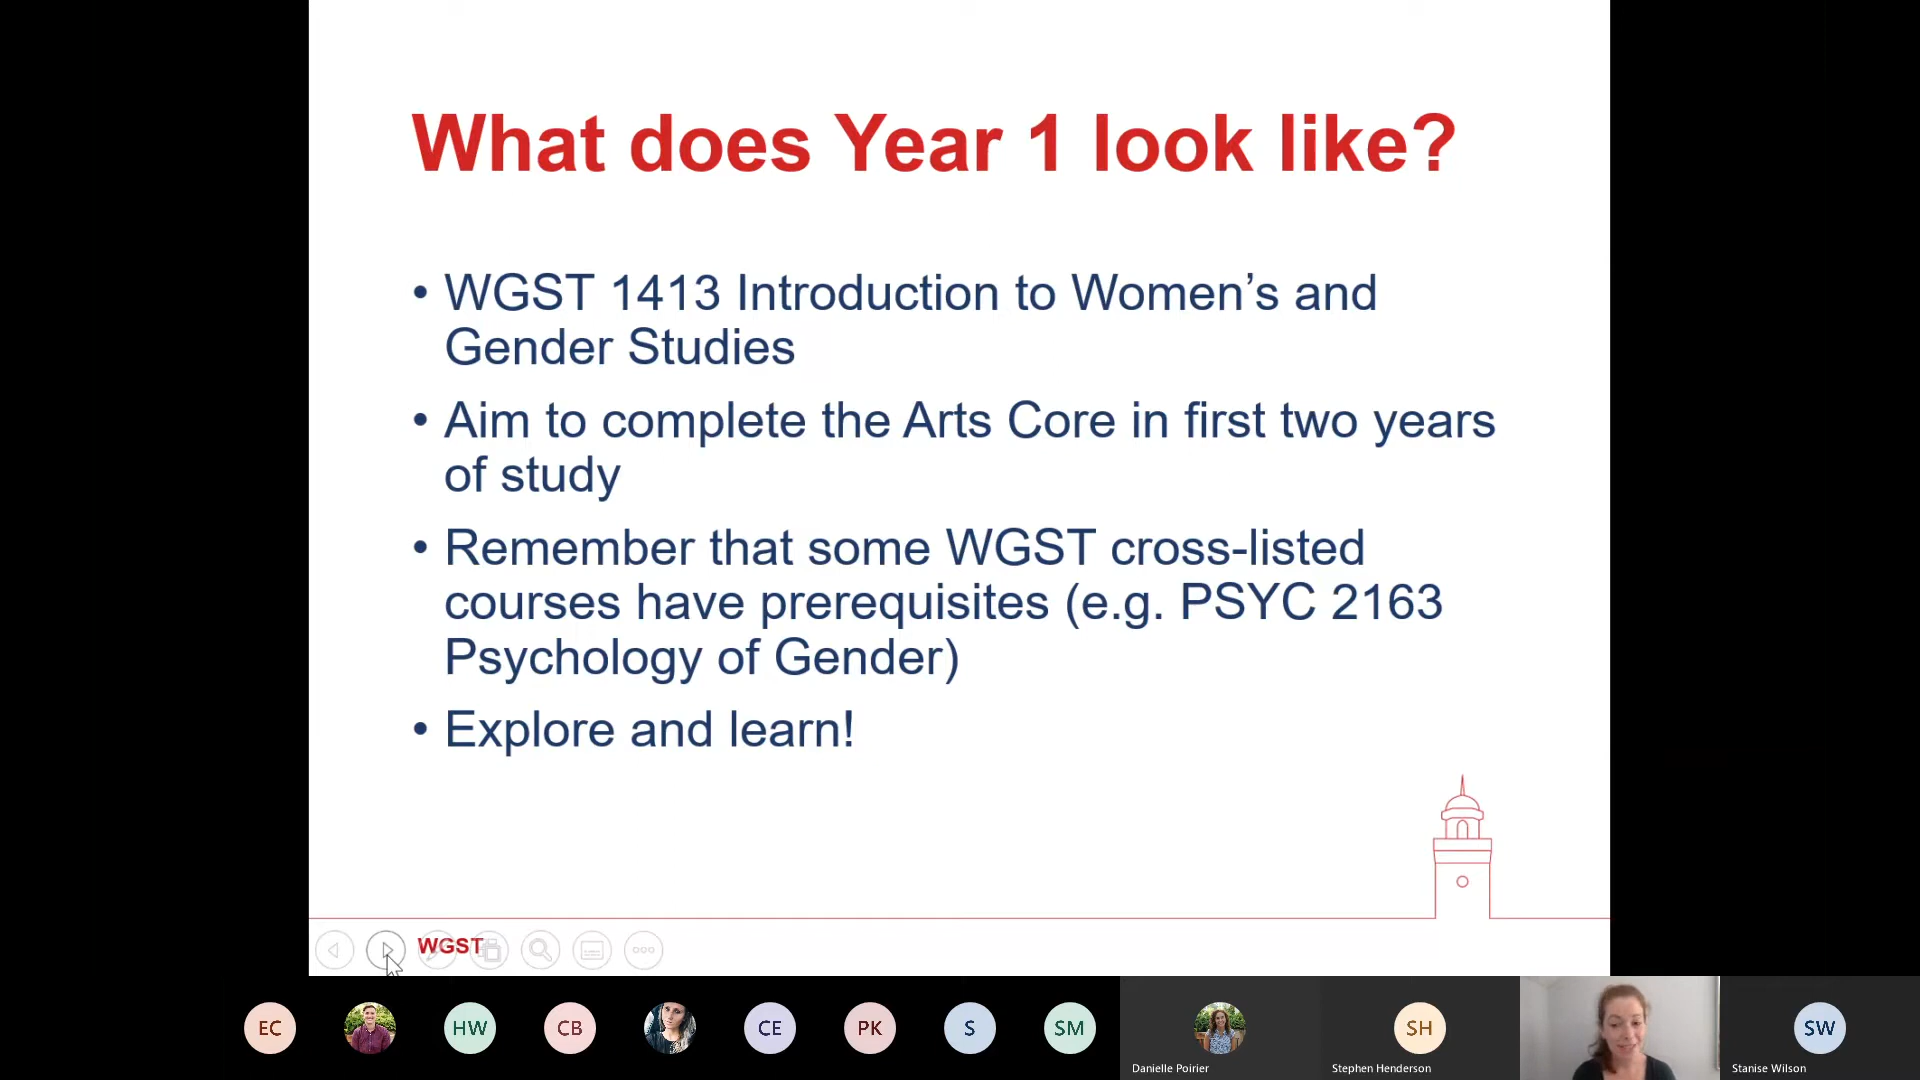 What does Year 1 look like?
• WGST 1413 Introduction to Women’s and
Gender Studies
• Aim to complete the Arts Core in first two years
of study
• Remember that some WGST cross-listed
courses have prerequisites (e.g. PSYC 2163
Psychology of Gender)
• Explore and learn!
WGST
EC
HW
CB
CE
PK
S
SM
SH
SW
Danielle Poirier
Stephen Henderson
Stanise Wilson